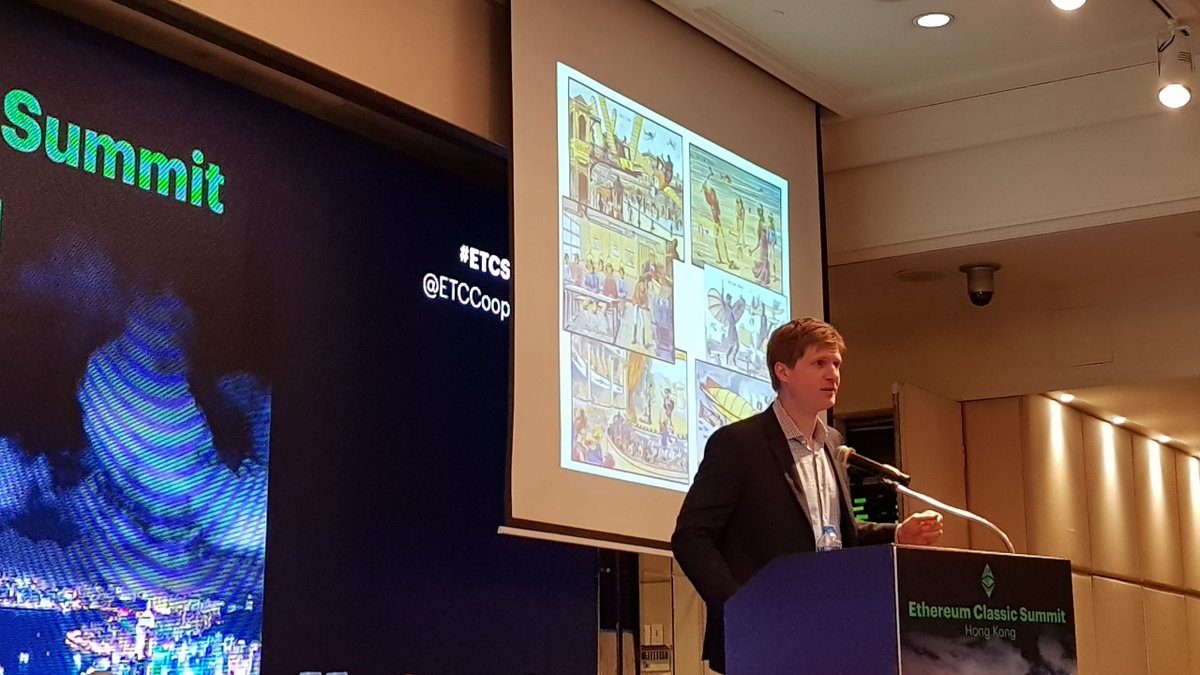 Summit
#ETCS
@ETCCoop
Ethereum Classic Summit
Hong Kong